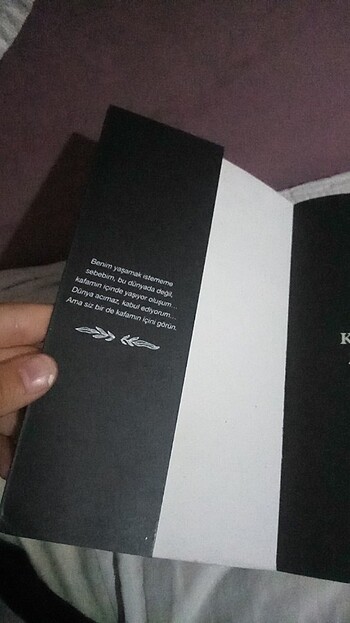 Benim yaşamak istememe
sebebim, bu dünyada değil,
kafamın içinde yaşıyor oluşum...
Dünya acımaz, kabul ediyorum...
Ama siz bir de kafamın içini görün.
K